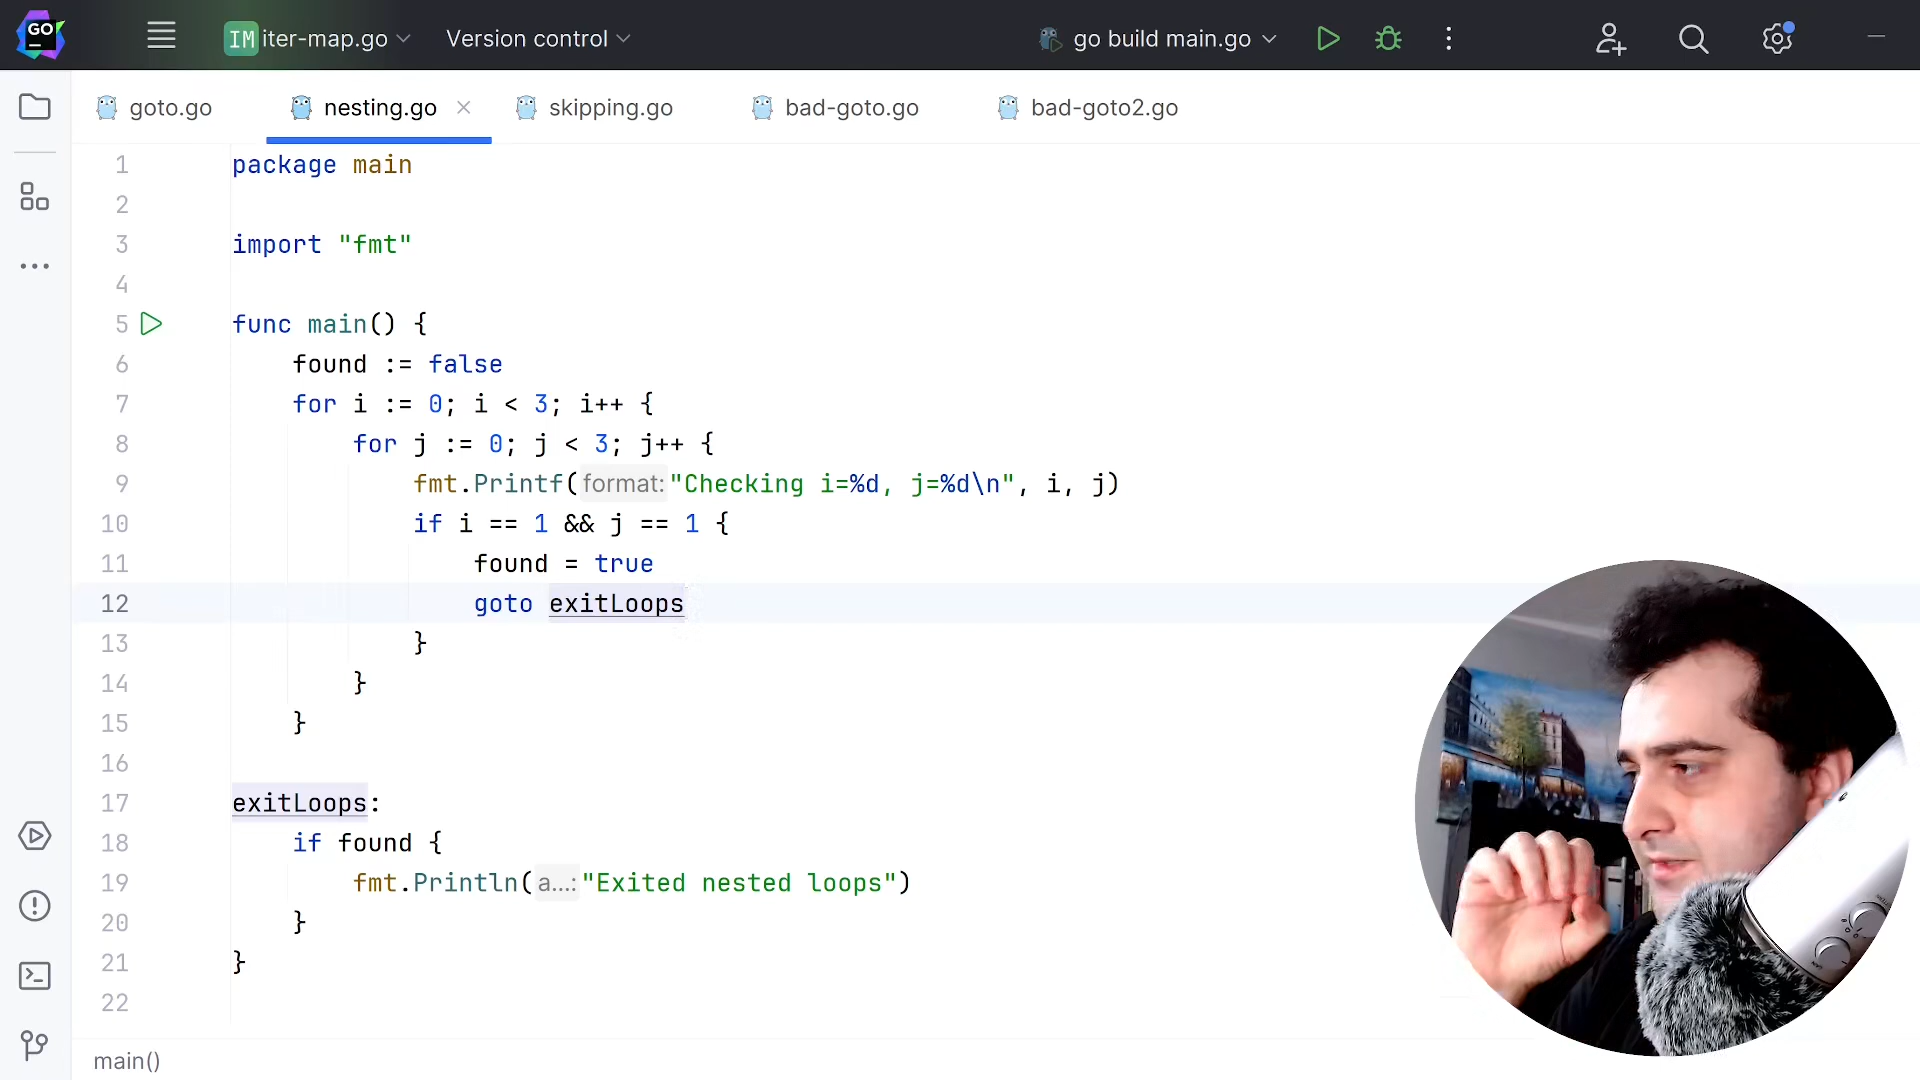 GO
IM iter-map.go
Version control
go build main.go
goto.go
nesting.go
skipping.go
bad-goto.go
bad-goto2.go
1 package main
2
3 import "fmt"
4
5 func main() {
6 found := false
7 for i := 0; i < 3; i++ {
8 for j := 0; j < 3; j++ {
9 fmt.Printf(format:"Checking i=%d, j=%d\n", i, j)
10 if i == 1 && j == 1 {
11 found = true
12 goto exitLoops
13 }
14 }
15 }
16
17 exitLoops:
18 if found {
19 fmt.Println(a...:"Exited nested loops")
20 }
21 }
22
main()